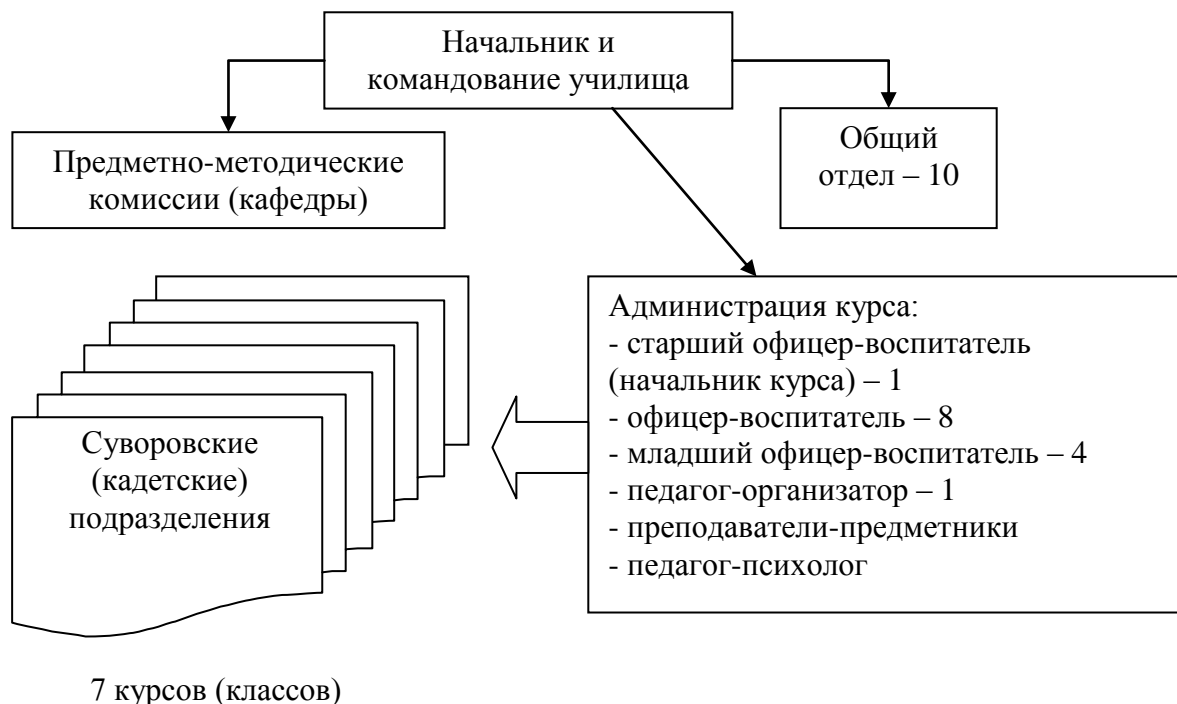 Начальник и
командование училища
Предметно-методические
комиссии (кафедры)
Общий
отдел – 10
Суворовские
(кадетские)
подразделения
Администрация курса:
- старший офицер-воспитатель
(начальник курса) – 1
- офицер-воспитатель – 8
- младший офицер-воспитатель – 4
- педагог-организатор – 1
- преподаватели-предметники
- педагог-психолог
7 курсов (классов)